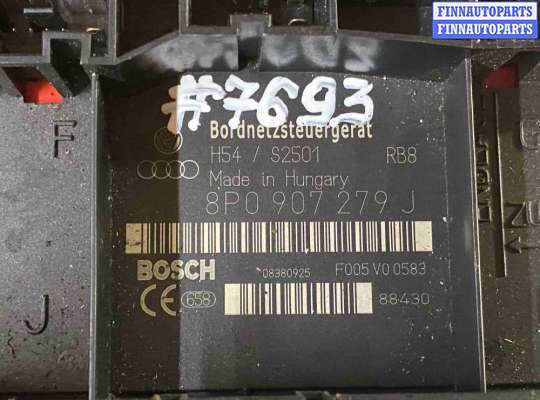 FINNAUTOPARTS
FINNAUTOPARTS
#7693
Bordnetzsteuergerät
H54 / S2501 RB8
Made in Hungary
8P0 907 279 J
BOSCH
08380925
F005 V0 0583
CE 658
88430
F
J